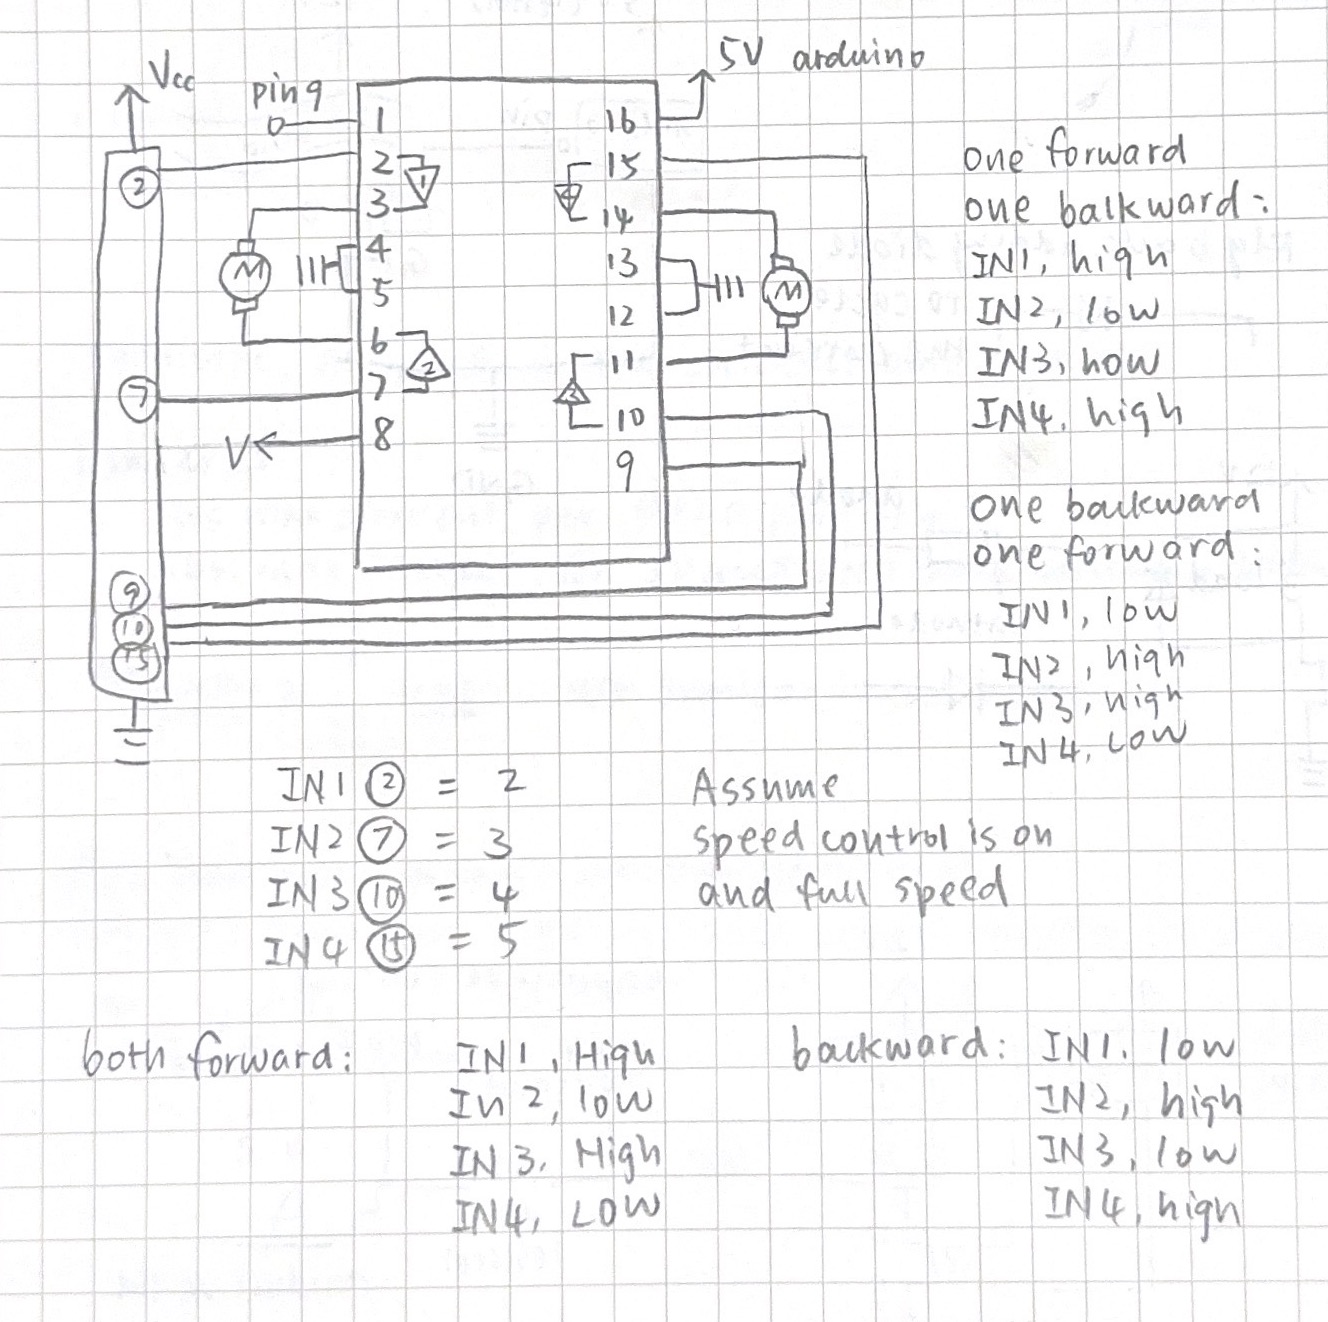 Vcc
pin 9
5V arduino
1
2
3
4
5
6
7
8
16
15
14
13
12
11
10
9
1
2
3
4
M
M
V
2
7
9
10
15
one forward
one balkward:
IN1, high
IN2, low
IN3, how
IN4, high
one backward
one forward:
IN1, low
IN2, high
IN3, high
IN4, Low
IN1 2 = 2
IN2 7 = 3
IN3 10 = 4
IN4 15 = 5
Assume
speed control is on
and full speed
both forward:
IN1, High
In 2, low
IN 3. High
IN4, LOW
backward:
IN1. low
IN2, high
IN3, low
IN4, high